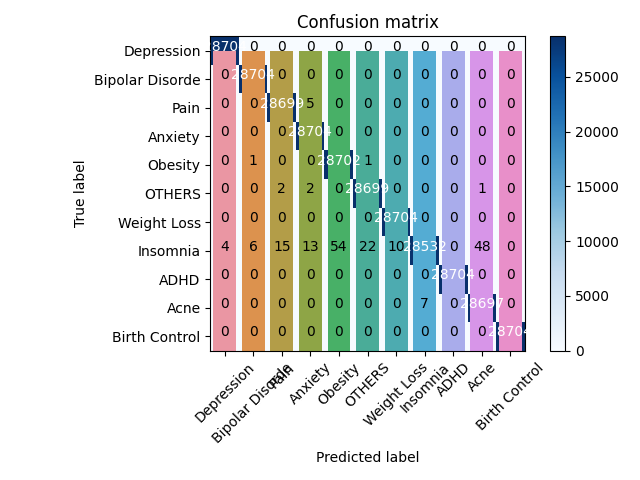 Confusion matrix
Depression 870 0 0 0 0 0 0 0 0 0 0
Bipolar Disorde 0 28704 0 0 0 0 0 0 0 0 0
Pain 0 0 28699 5 0 0 0 0 0 0 0
Anxiety 0 0 0 28704 0 0 0 0 0 0 0
Obesity 0 1 0 0 28702 1 0 0 0 0 0
OTHERS 0 0 2 2 0 28699 0 0 0 1 0
Weight Loss 0 0 0 0 0 0 28704 0 0 0 0
Insomnia 4 6 15 13 54 22 10 28532 0 48 0
ADHD 0 0 0 0 0 0 0 0 28704 0 0
Acne 0 0 0 0 0 0 0 7 0 28697 0
Birth Control 0 0 0 0 0 0 0 0 0 0 28704
True label
Depression
Bipolar Disorde
Pain
Anxiety
Obesity
OTHERS
Weight Loss
Insomnia
ADHD
Acne
Birth Control
Predicted label
25000
20000
15000
10000
5000
0